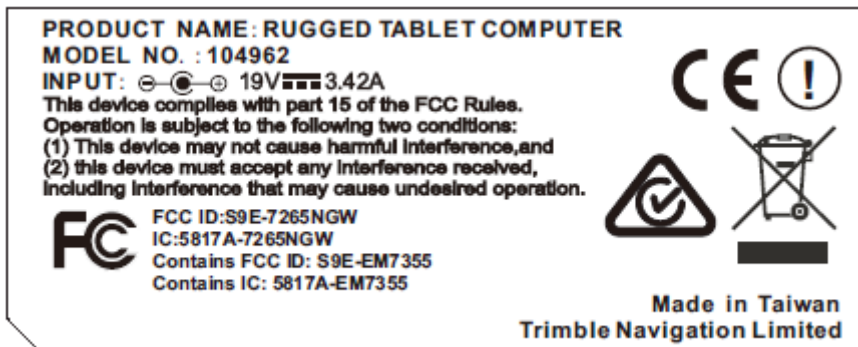 PRODUCT NAME: RUGGED TABLET COMPUTER
MODEL NO. : 104962
INPUT: 19V 3.42A
This device complies with part 15 of the FCC Rules.
Operation is subject to the following two conditions:
(1) This device may not cause harmful interference,and
(2) this device must accept any interference received,
including interference that may cause undesired operation.
FC
FCC ID:S9E-7265NGW
IC:5817A-7265NGW
Contains FCC ID: S9E-EM7355
Contains IC: 5817A-EM7355
CE !
Made in Taiwan
Trimble Navigation Limited